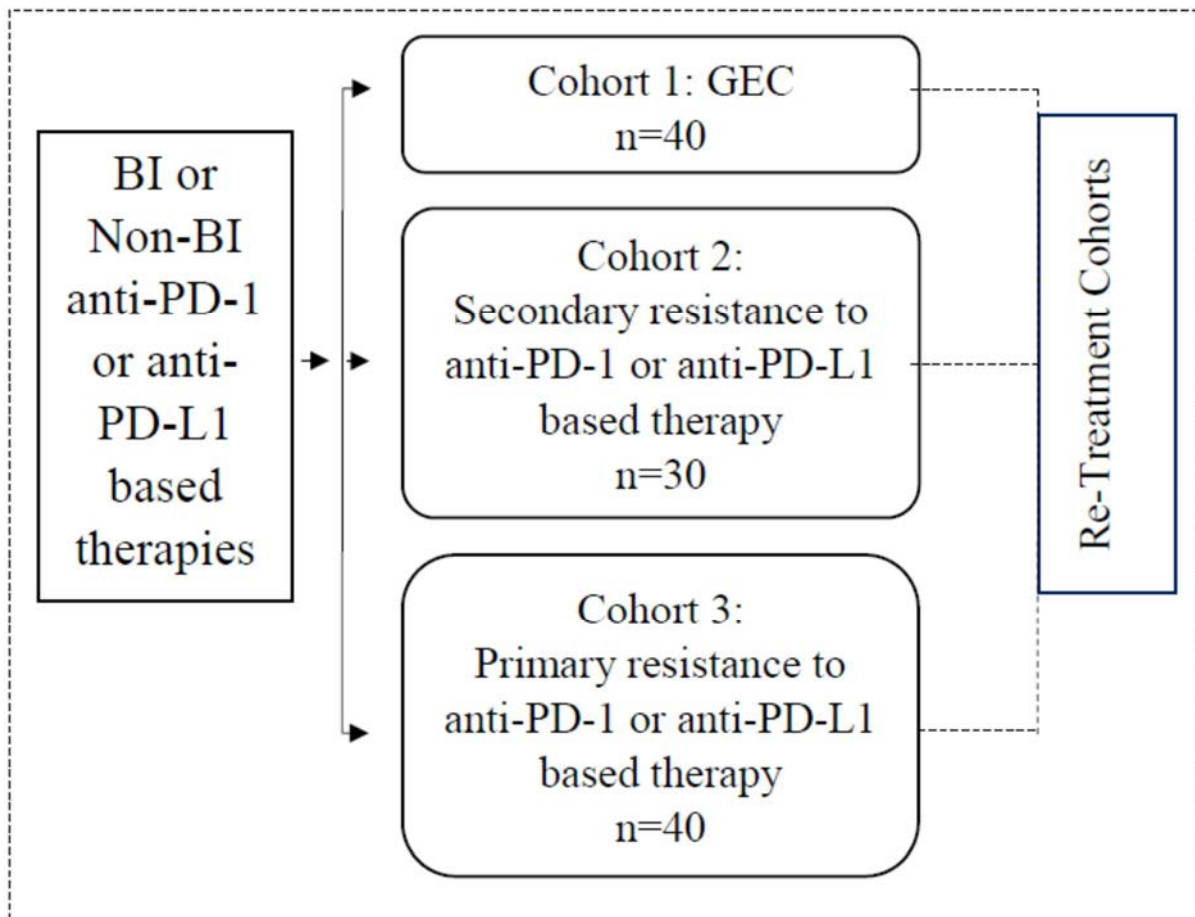 BI or
Non-BI
anti-PD-1
or anti-
PD-L1
based
therapies
Cohort 1: GEC
n=40
Cohort 2:
Secondary resistance to
anti-PD-1 or anti-PD-L1
based therapy
n=30
Cohort 3:
Primary resistance to
anti-PD-1 or anti-PD-L1
based therapy
n=40
Re-Treatment Cohorts